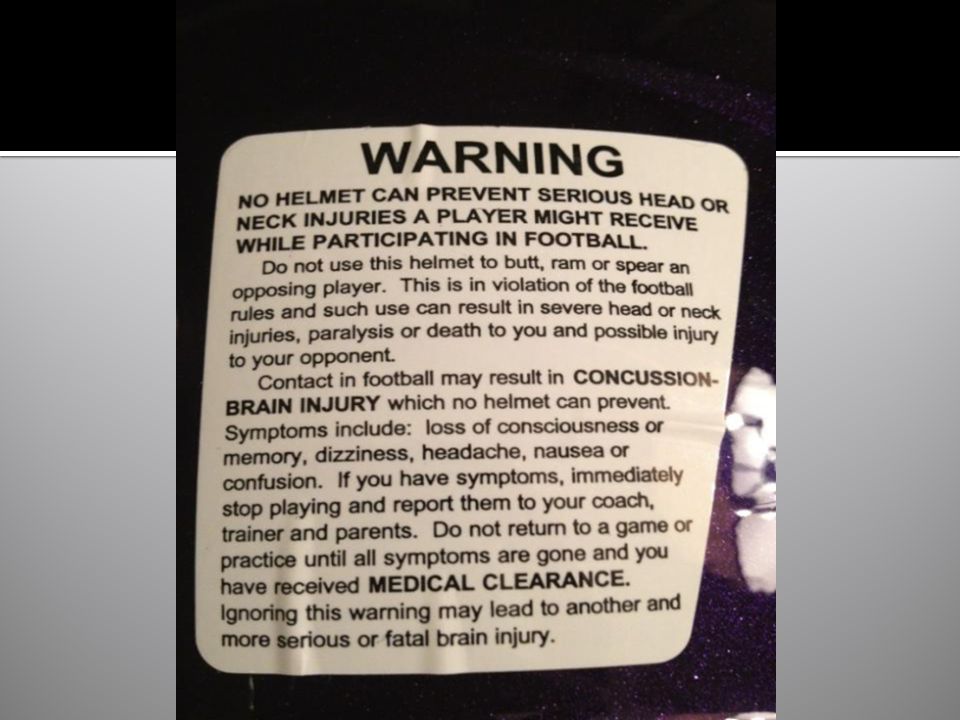 WARNING
NO HELMET CAN PREVENT SERIOUS HEAD OR
NECK INJURIES A PLAYER MIGHT RECEIVE
WHILE PARTICIPATING IN FOOTBALL.
Do not use this helmet to butt, ram or spear an
opposing player. This is in violation of the football
rules and such use can result in severe head or neck
injuries, paralysis or death to you and possible injury
to your opponent.
Contact in football may result in CONCUSSION-
BRAIN INJURY which no helmet can prevent.
Symptoms include: loss of consciousness or
memory, dizziness, headache, nausea or
confusion. If you have symptoms, immediately
stop playing and report them to your coach,
trainer and parents. Do not return to a game or
practice until all symptoms are gone and you
have received MEDICAL CLEARANCE.
Ignoring this warning may lead to another and
more serious or fatal brain injury.